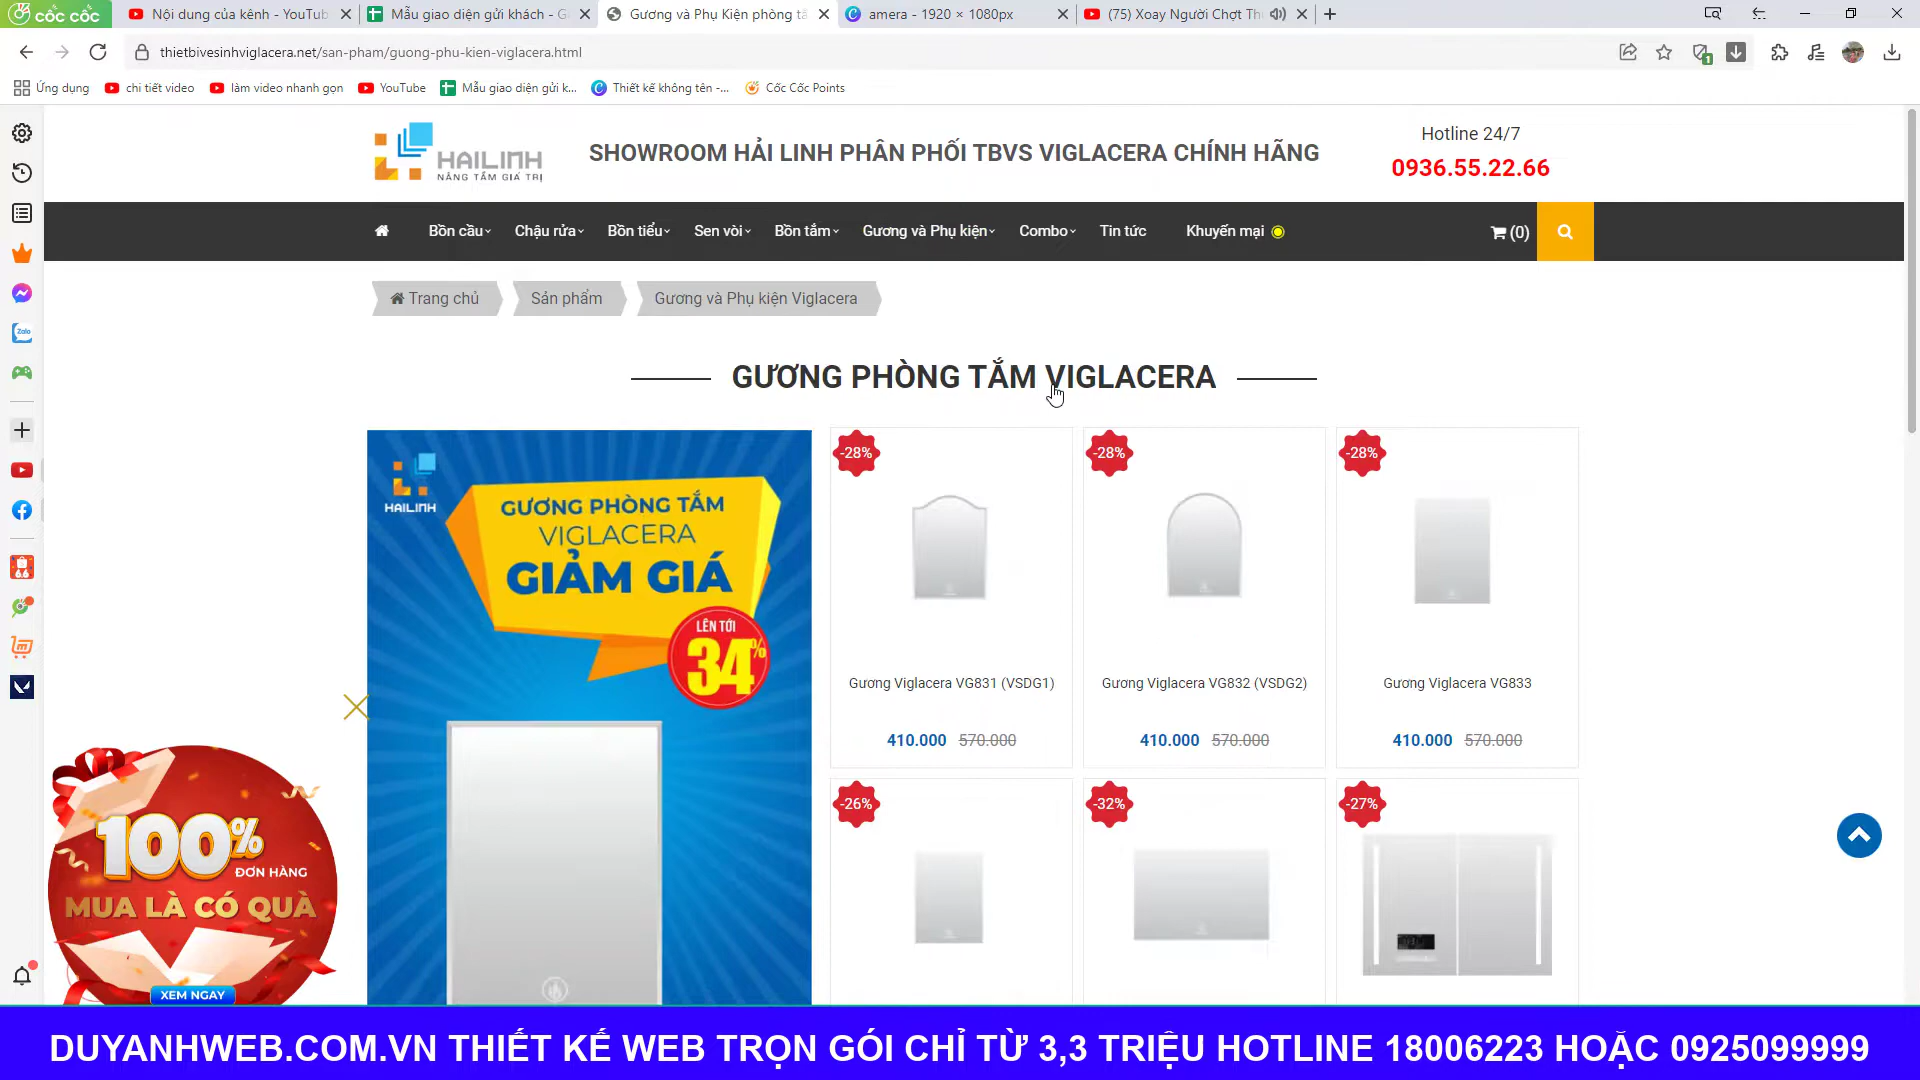 cốc cốc
Nội dung của kênh - YouTub
Mẫu giao diện gửi khách - G
Gương và Phụ Kiện phòng tắ
amera - 1920 × 1080px
(75) Xoay Người Chợt Th
thietbivesinhviglacera.net/san-pham/guong-phu-kien-viglacera.html
1
Ứng dụng
chi tiết video
làm video nhanh gọn
YouTube
Mẫu giao diện gửi k...
Thiết kế không tên -...
Cốc Cốc Points
Zalo
HAILINH
NÂNG TẦM GIÁ TRỊ
SHOWROOM HẢI LINH PHÂN PHỐI TBVS VIGLACERA CHÍNH HÃNG
Hotline 24/7
0936.55.22.66
Bồn cầu
Chậu rửa
Bồn tiểu
Sen vòi
Bồn tắm
Gương và Phụ kiện
Combo
Tin tức
Khuyến mại
(0)
Trang chủ
Sản phẩm
Gương và Phụ kiện Viglacera
GƯƠNG PHÒNG TẮM VIGLACERA
HAILINH
GƯƠNG PHÒNG TẮM
VIGLACERA
GIẢM GIÁ
LÊN TỚI
34%
-28%
Gương Viglacera VG831 (VSDG1)
410.000 570.000
-28%
Gương Viglacera VG832 (VSDG2)
410.000 570.000
-28%
Gương Viglacera VG833
410.000 570.000
-26%
-32%
-27%
100%
ĐƠN HÀNG
MUA LÀ CÓ QUÀ
XEM NGAY
DUYANHWEB.COM.VN THIẾT KẾ WEB TRỌN GÓI CHỈ TỪ 3,3 TRIỆU HOTLINE 18006223 HOẶC 0925099999